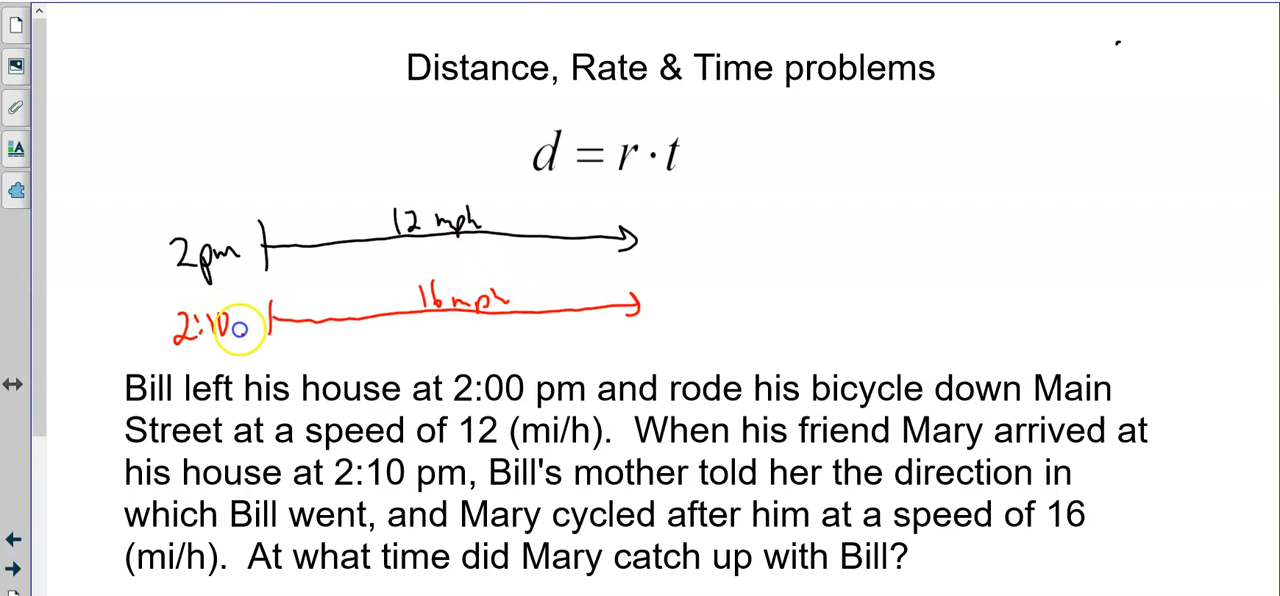 Distance, Rate & Time problems
d = r · t
12 mph
2pm
16 mph
2:10
Bill left his house at 2:00 pm and rode his bicycle down Main
Street at a speed of 12 (mi/h).  When his friend Mary arrived at
his house at 2:10 pm, Bill's mother told her the direction in
which Bill went, and Mary cycled after him at a speed of 16
(mi/h).  At what time did Mary catch up with Bill?